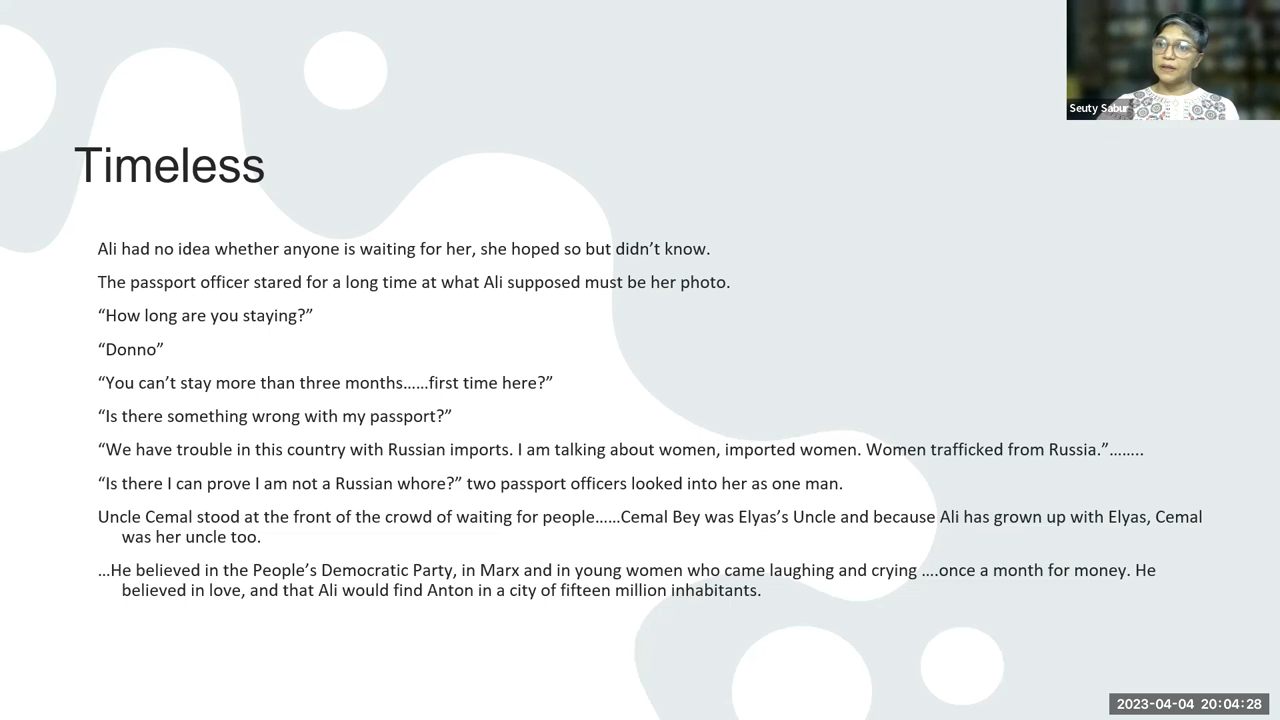 Seuty Sabur
Timeless
Ali had no idea whether anyone is waiting for her, she hoped so but didn’t know.
The passport officer stared for a long time at what Ali supposed must be her photo.
“How long are you staying?”
“Donno”
“You can’t stay more than three months……first time here?”
“Is there something wrong with my passport?”
“We have trouble in this country with Russian imports. I am talking about women, imported women. Women trafficked from Russia.”……..
“Is there I can prove I am not a Russian whore?” two passport officers looked into her as one man.
Uncle Cemal stood at the front of the crowd of waiting for people……Cemal Bey was Elyas’s Uncle and because Ali has grown up with Elyas, Cemal
was her uncle too.
…He believed in the People’s Democratic Party, in Marx and in young women who came laughing and crying ….once a month for money. He
believed in love, and that Ali would find Anton in a city of fifteen million inhabitants.
2023-04-04 20:04:28